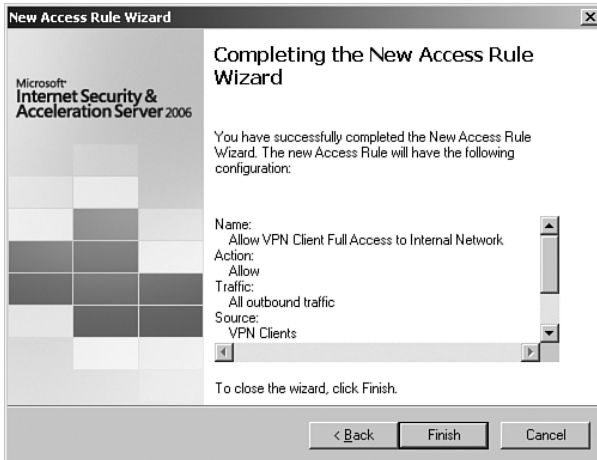 New Access Rule Wizard
Microsoft
Internet Security &
Acceleration Server 2006
Completing the New Access Rule
Wizard
You have successfully completed the New Access Rule
Wizard. The new Access Rule will have the following
configuration:
Name:
Allow VPN Client Full Access to Internal Network
Action:
Allow
Traffic:
All outbound traffic
Source:
VPN Clients
To close the wizard, click Finish.
< Back
Finish
Cancel